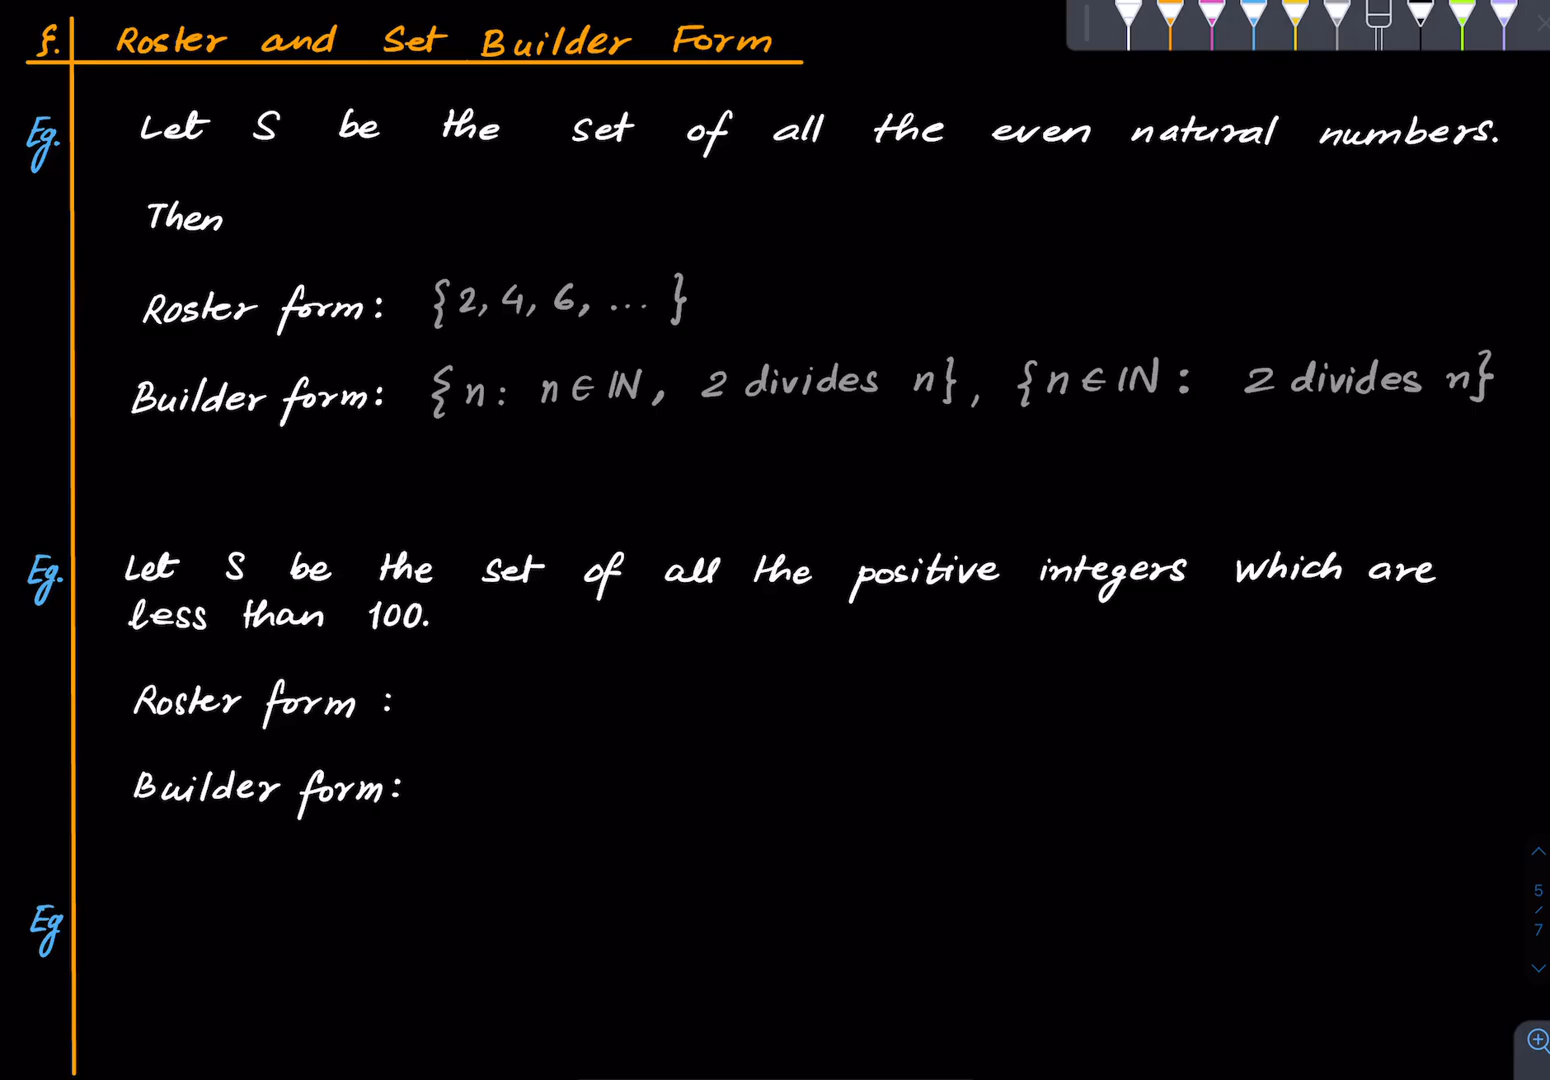 f. Roster and Set Builder Form
Eg. Let S be the set of all the even natural numbers.
Then
Roster form: {2, 4, 6, ... }
Builder form: {n: n ∈ ℕ, 2 divides n}, {n ∈ ℕ : 2 divides n}
Eg. Let S be the set of all the positive integers which are
less than 100.
Roster form :
Builder form:
Eg
5
/
7